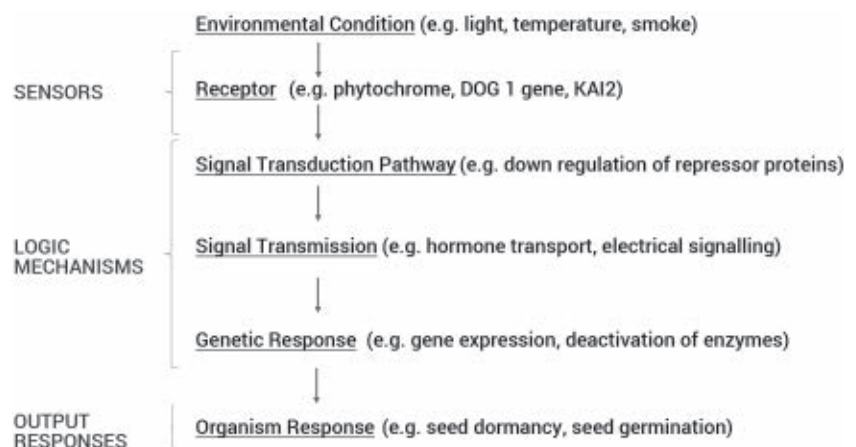 Environmental Condition (e.g. light, temperature, smoke)
SENSORS
Receptor (e.g. phytochrome, DOG 1 gene, KAI2)
Signal Transduction Pathway (e.g. down regulation of repressor proteins)
LOGIC
MECHANISMS
Signal Transmission (e.g. hormone transport, electrical signalling)
Genetic Response (e.g. gene expression, deactivation of enzymes)
OUTPUT
RESPONSES
Organism Response (e.g. seed dormancy, seed germination)